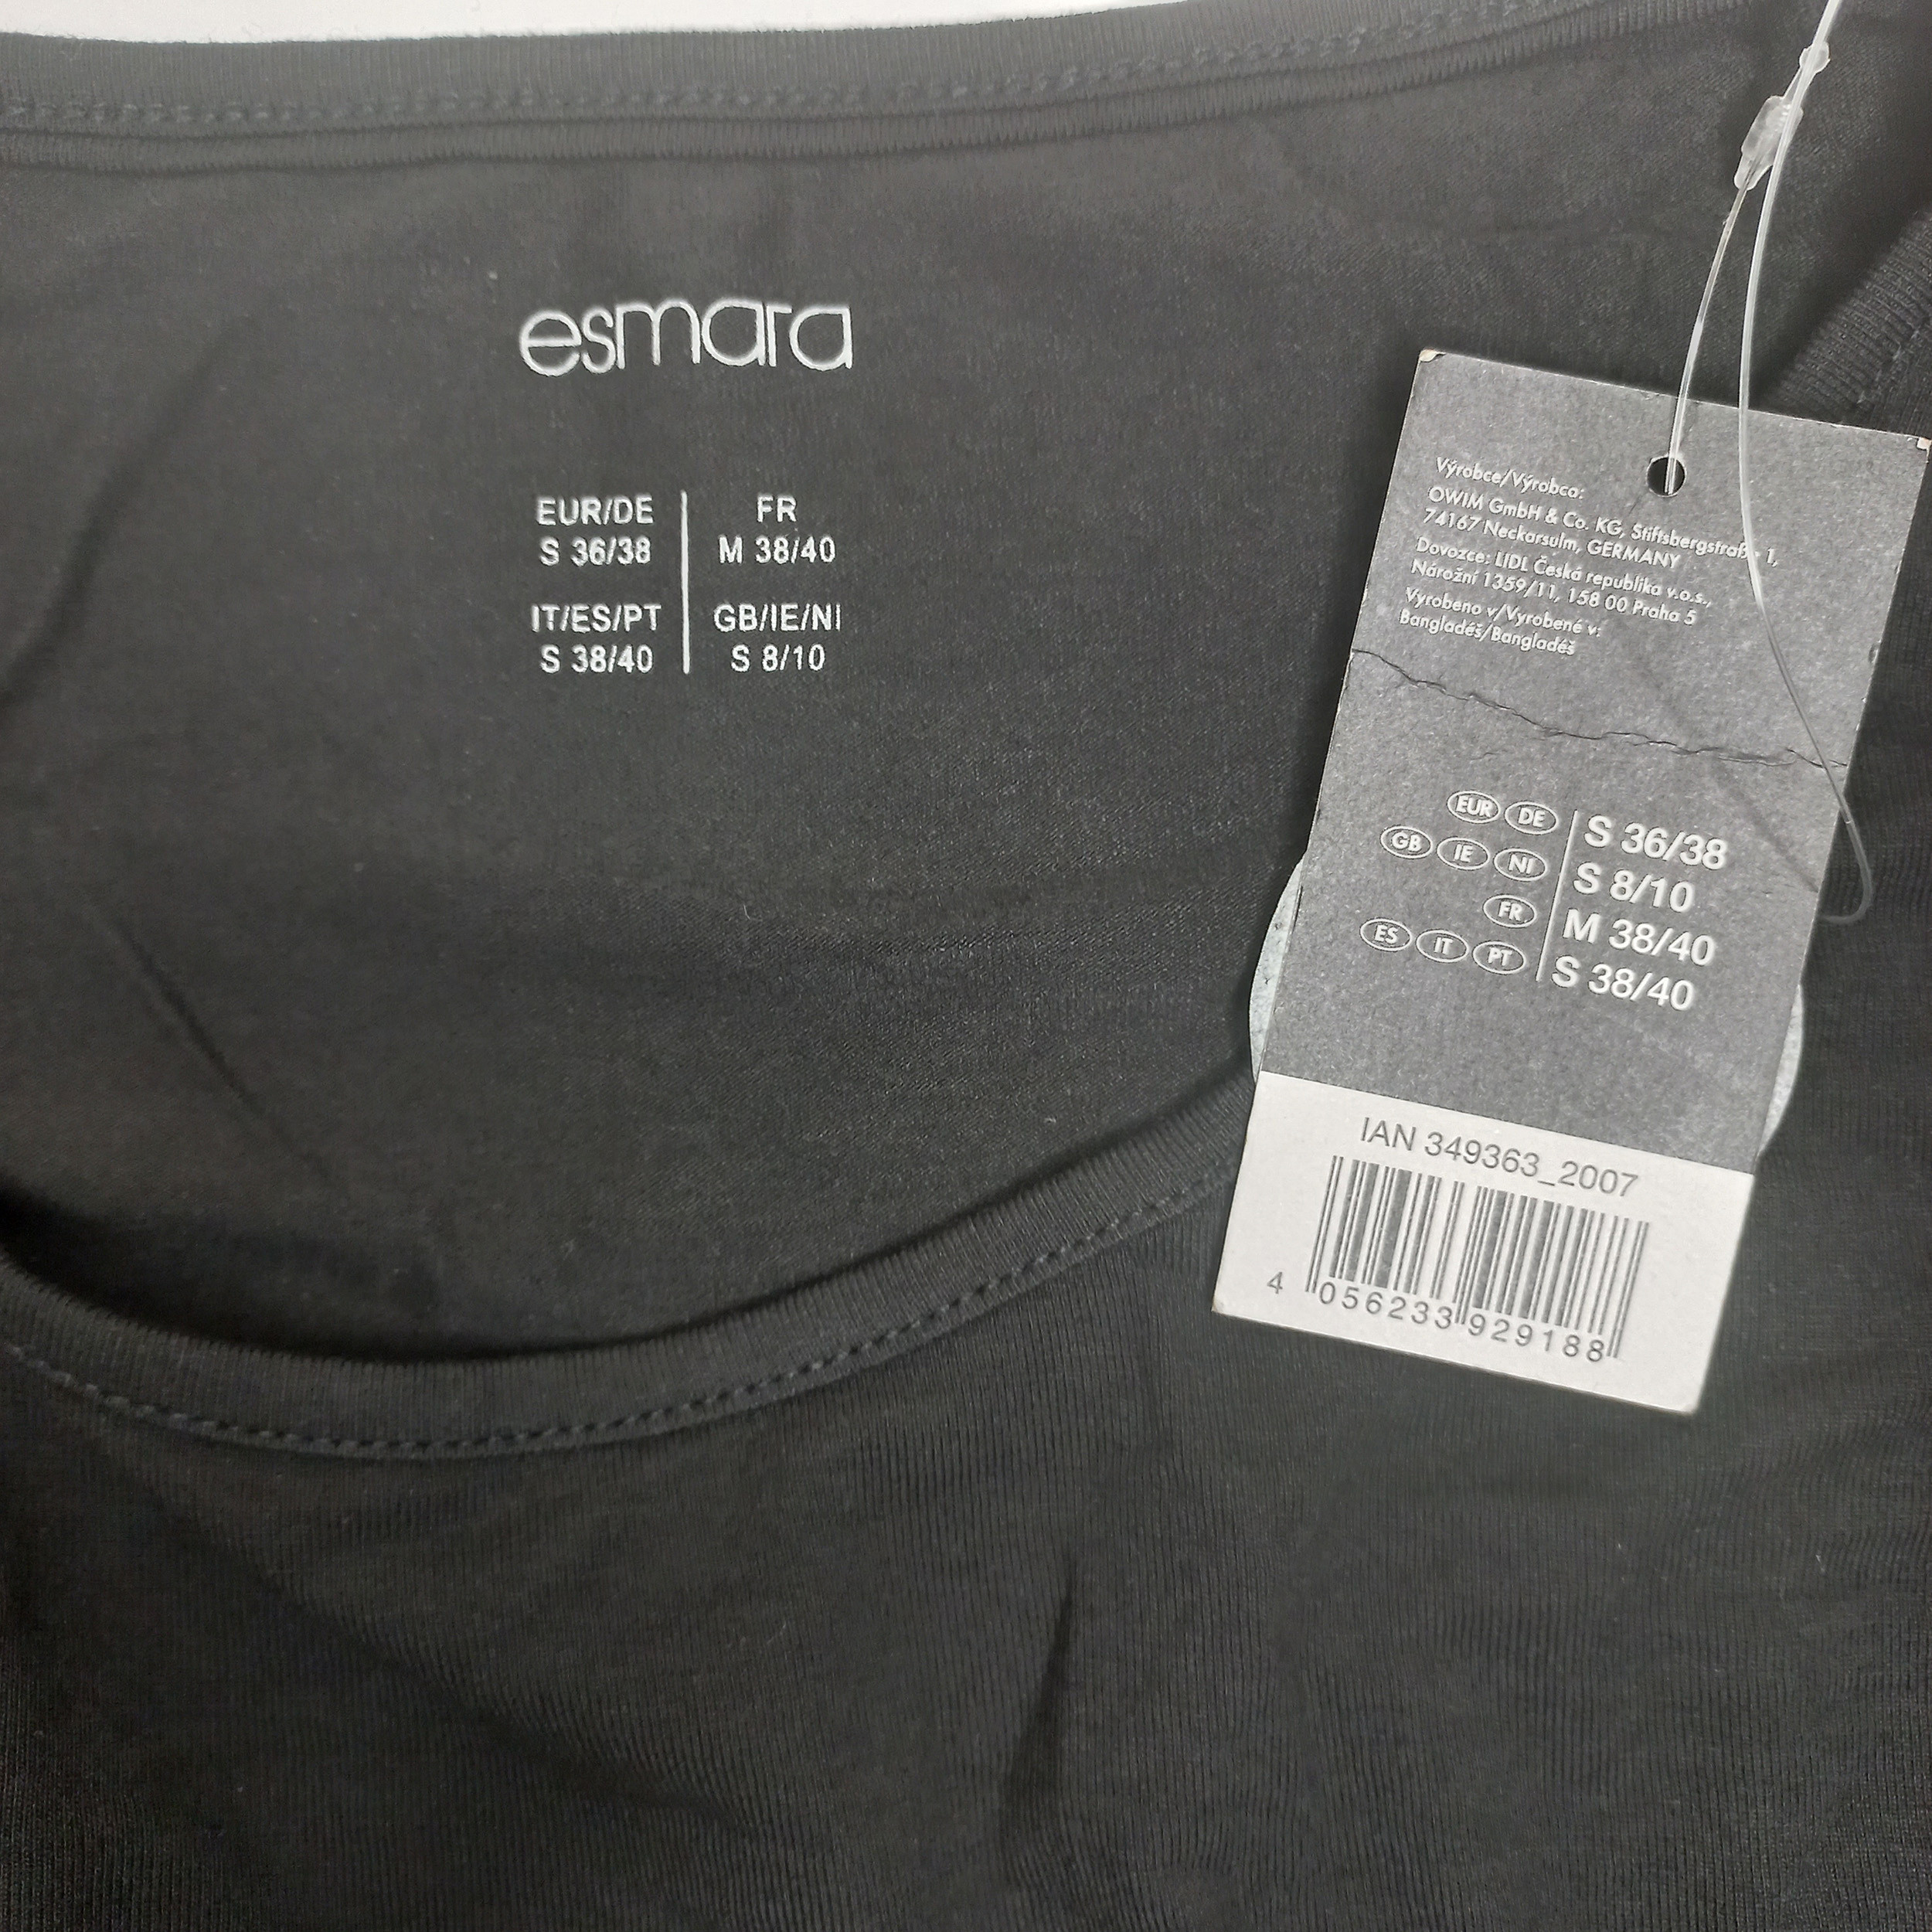 esmara
EUR/DE
S 36/38
FR
M 38/40
IT/ES/PT
S 38/40
GB/IE/NI
S 8/10
Výrobce/Výrobca:
OWIM GmbH & Co. KG, Stiftsbergstraße 1,
74167 Neckarsulm, GERMANY
Dovozce: LIDL Česká republika v.o.s.,
Nárožní 1359/11, 158 00 Praha 5
Vyrobeno v/Vyrobené v:
Bangladéš/Bangladéš
EUR DE S 36/38
GB IE NI S 8/10
FR M 38/40
ES IT PT S 38/40
IAN 349363_2007
4 056233 929188